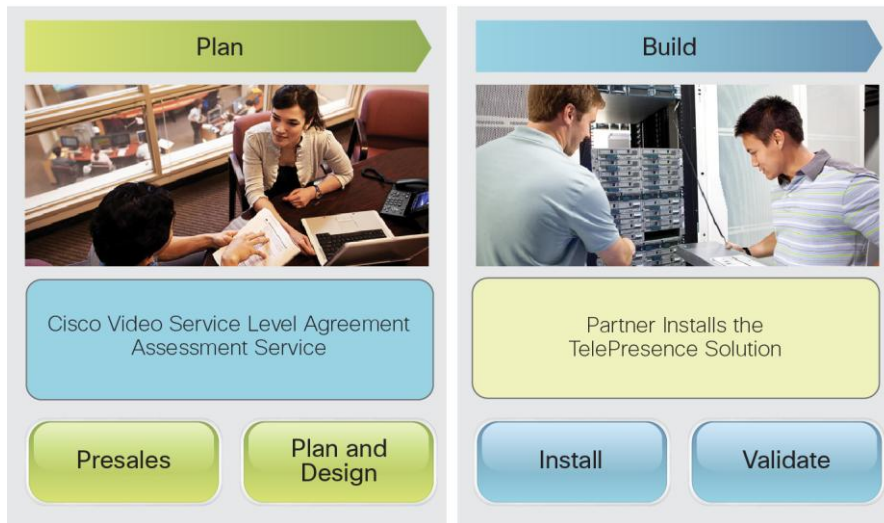 Plan
Cisco Video Service Level Agreement
Assessment Service
Presales
Plan and
Design
Build
Partner Installs the
TelePresence Solution
Install
Validate